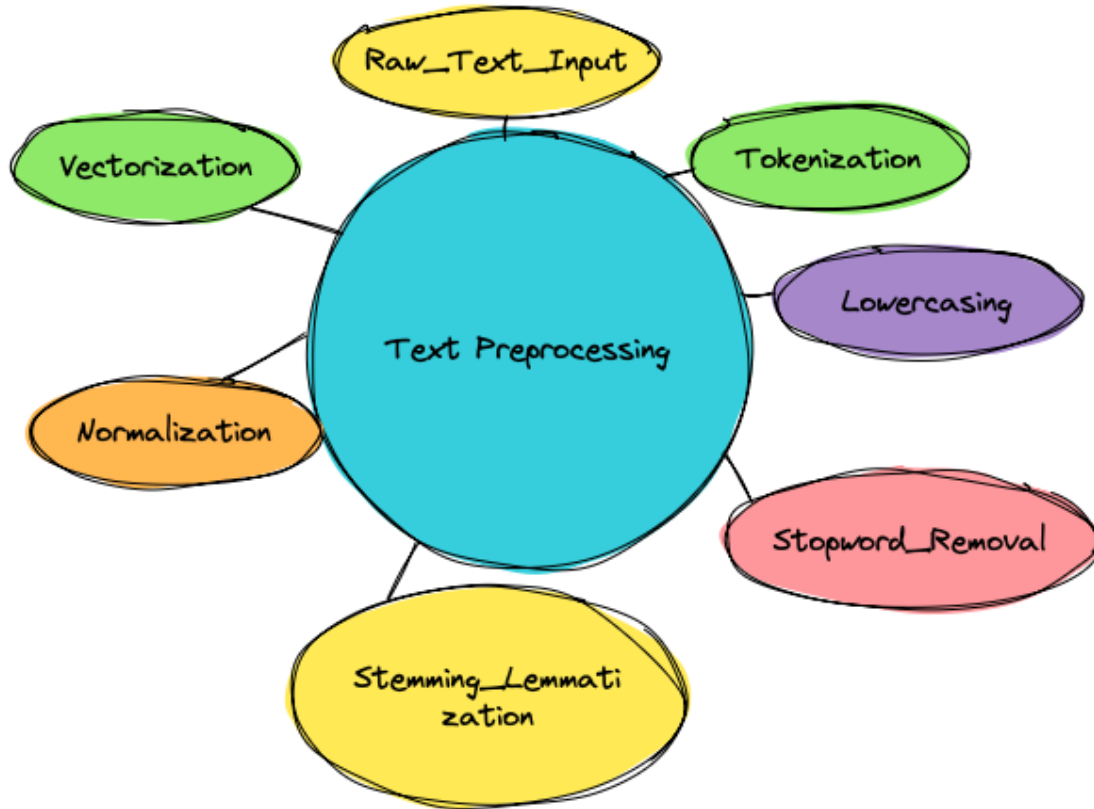 Raw_Text_Input
Vectorization
Tokenization
Lowercasing
Text Preprocessing
Normalization
Stopword_Removal
Stemming_Lemmati
zation